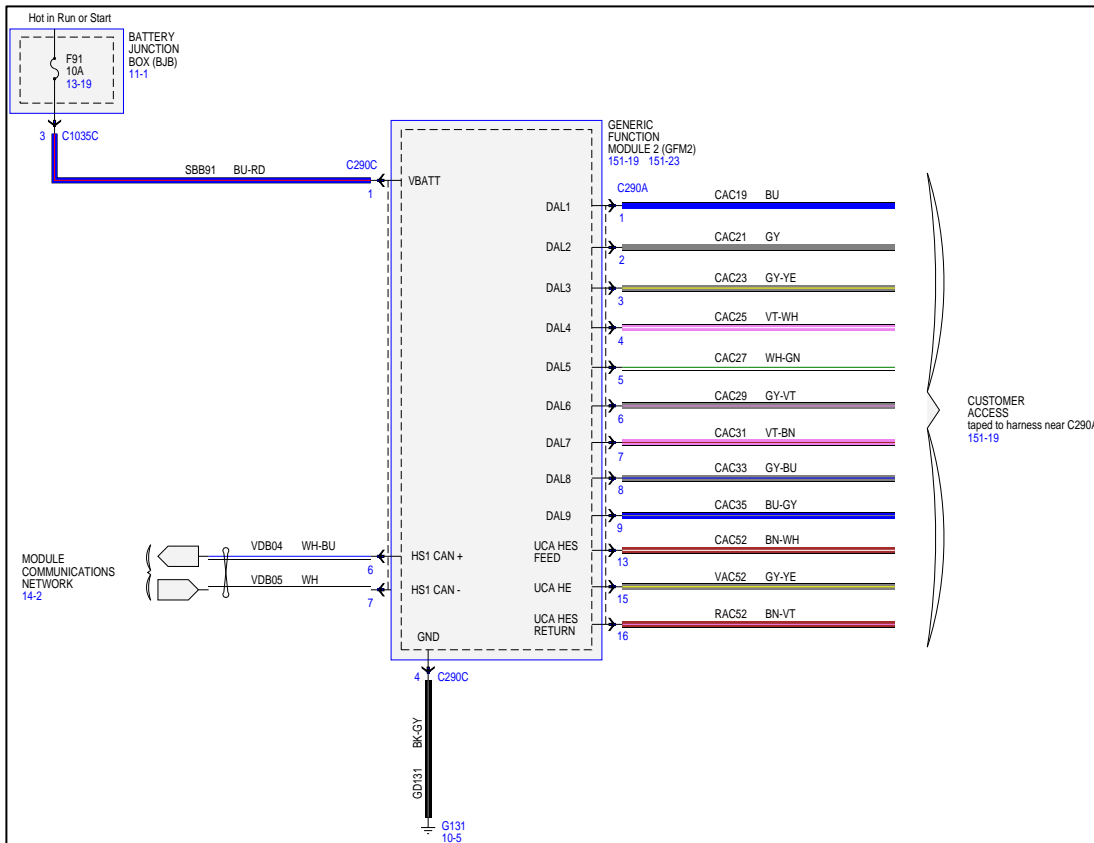 Hot in Run or Start
BATTERY
JUNCTION
BOX (BJB)
11-1
F91
10A
13-19
3 C1035C
SBB91 BU-RD
C290C
1
VBATT
GENERIC
FUNCTION
MODULE 2 (GFM2)
151-19 151-23
C290A
DAL1
1
CAC19 BU
DAL2
2
CAC21 GY
DAL3
3
CAC23 GY-YE
DAL4
4
CAC25 VT-WH
DAL5
5
CAC27 WH-GN
DAL6
6
CAC29 GY-VT
DAL7
7
CAC31 VT-BN
DAL8
8
CAC33 GY-BU
DAL9
9
CAC35 BU-GY
UCA HES
FEED
13
CAC52 BN-WH
UCA HE
15
VAC52 GY-YE
UCA HES
RETURN
16
RAC52 BN-VT
CUSTOMER
ACCESS
taped to harness near C290A
151-19
MODULE
COMMUNICATIONS
NETWORK
14-2
VDB04 WH-BU
6
HS1 CAN +
VDB05 WH
7
HS1 CAN -
GND
4 C290C
GD131 BK-GY
G131
10-5